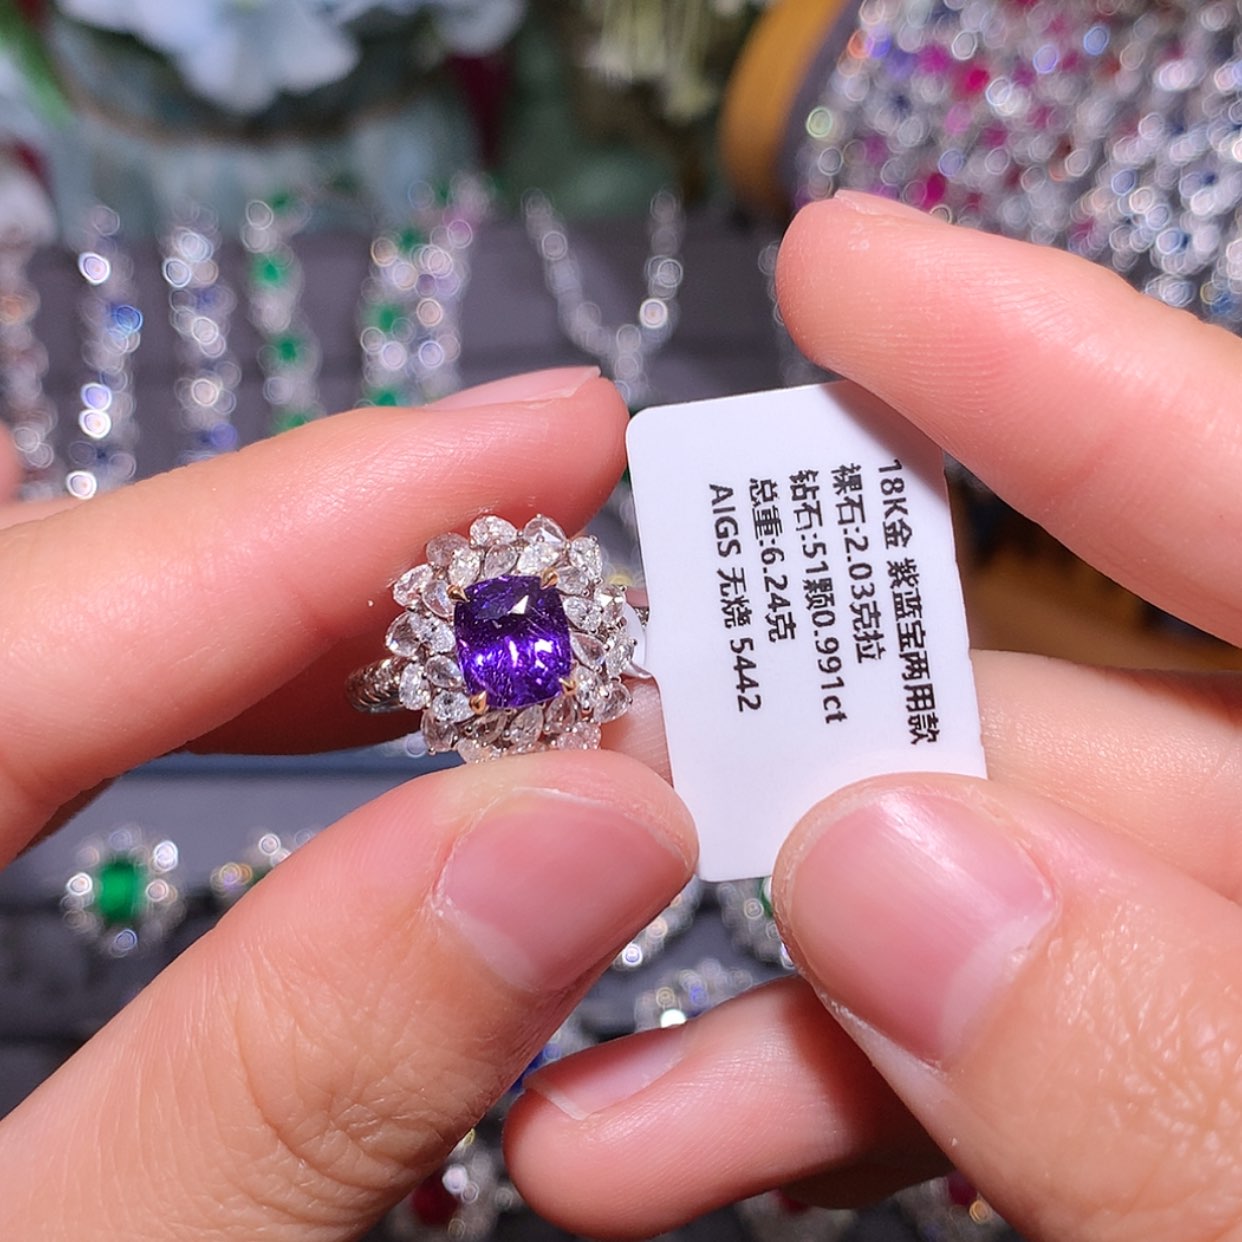 18K金 紫蓝宝两用款
裸石:2.03克拉
钻石:51颗0.991ct
总重:6.24克
AIGS 无烧 5442